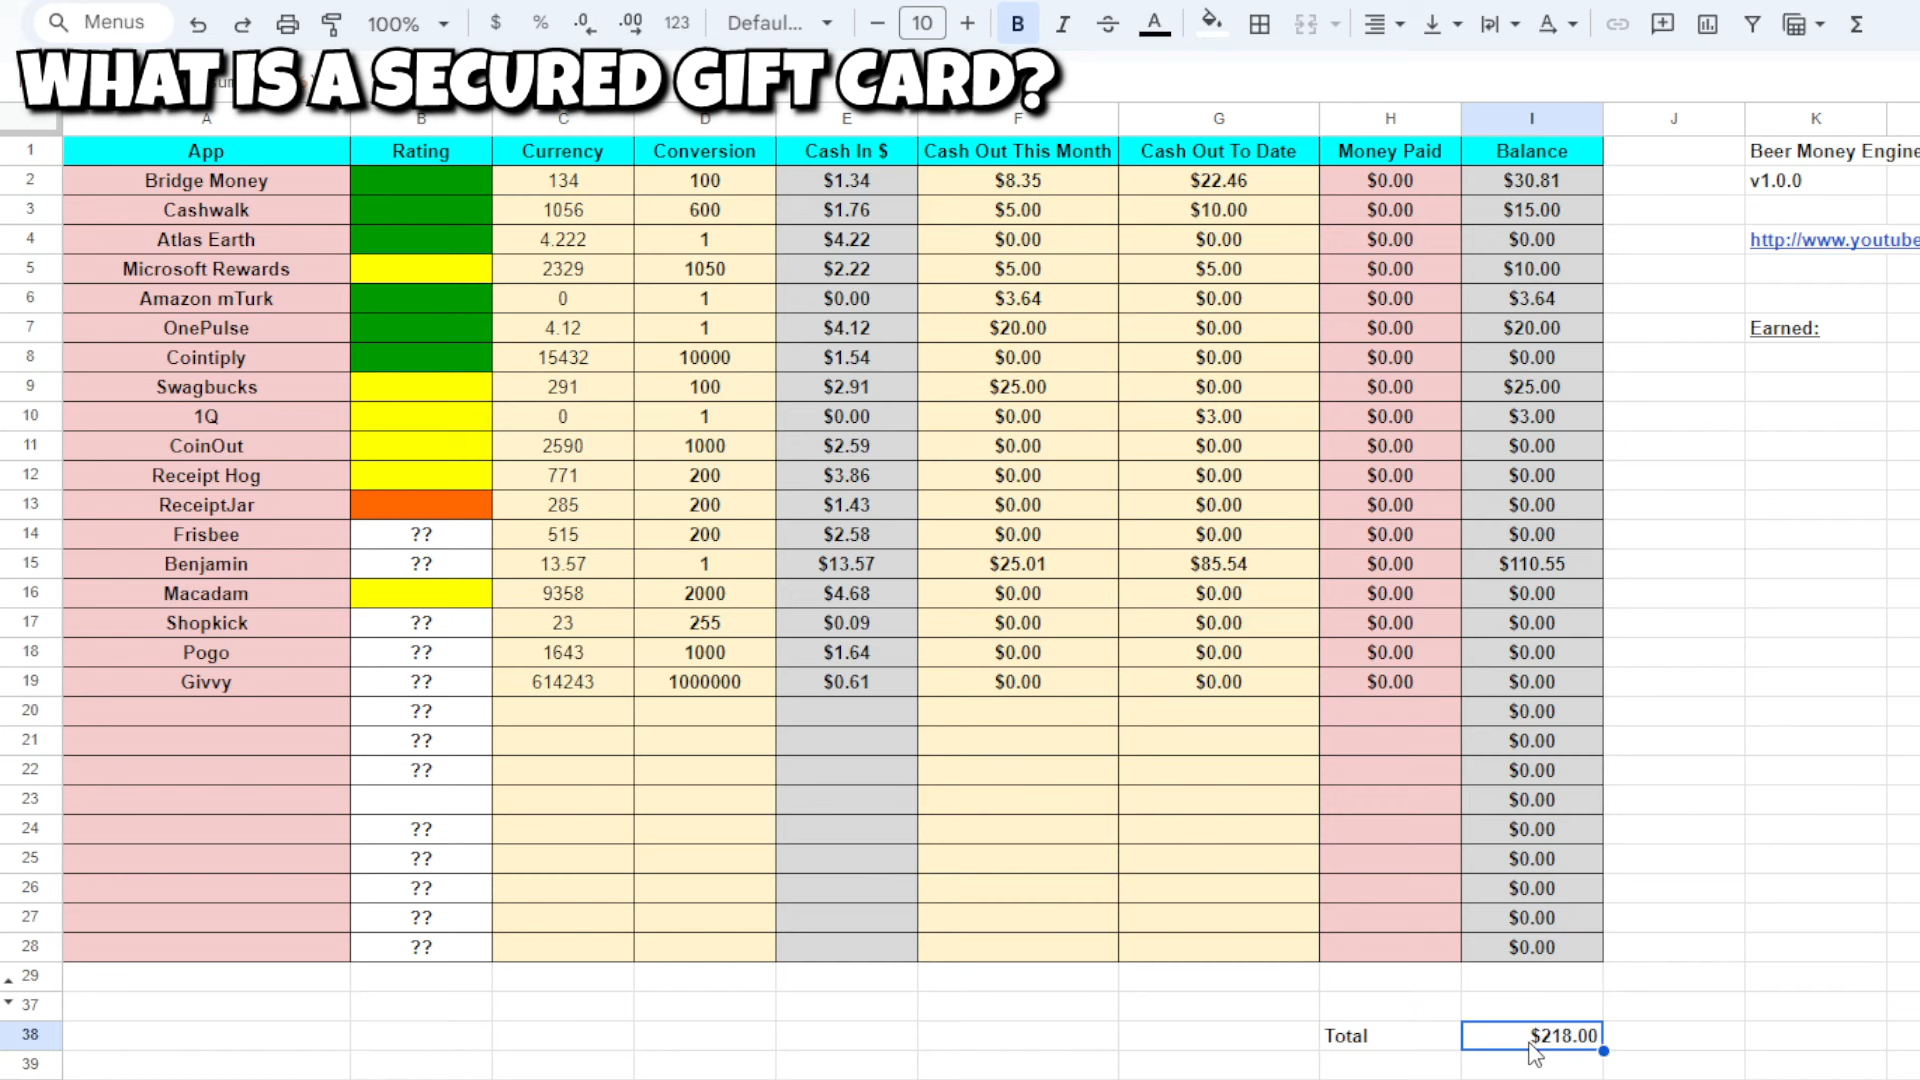 Menus 100% $ % .0 .00 123 Defaul... 10 B I A A Σ
WHAT IS A SECURED GIFT CARD?
A B C D E F G H I J K
1 App Rating Currency Conversion Cash In $ Cash Out This Month Cash Out To Date Money Paid Balance Beer Money Engine
2 Bridge Money 134 100 $1.34 $8.35 $22.46 $0.00 $30.81 v1.0.0
3 Cashwalk 1056 600 $1.76 $5.00 $10.00 $0.00 $15.00
4 Atlas Earth 4.222 1 $4.22 $0.00 $0.00 $0.00 $0.00 http://www.youtube
5 Microsoft Rewards 2329 1050 $2.22 $5.00 $5.00 $0.00 $10.00
6 Amazon mTurk 0 1 $0.00 $3.64 $0.00 $0.00 $3.64
7 OnePulse 4.12 1 $4.12 $20.00 $0.00 $0.00 $20.00 Earned:
8 Cointiply 15432 10000 $1.54 $0.00 $0.00 $0.00 $0.00
9 Swagbucks 291 100 $2.91 $25.00 $0.00 $0.00 $25.00
10 1Q 0 1 $0.00 $0.00 $3.00 $0.00 $3.00
11 CoinOut 2590 1000 $2.59 $0.00 $0.00 $0.00 $0.00
12 Receipt Hog 771 200 $3.86 $0.00 $0.00 $0.00 $0.00
13 ReceiptJar 285 200 $1.43 $0.00 $0.00 $0.00 $0.00
14 Frisbee ?? 515 200 $2.58 $0.00 $0.00 $0.00 $0.00
15 Benjamin ?? 13.57 1 $13.57 $25.01 $85.54 $0.00 $110.55
16 Macadam 9358 2000 $4.68 $0.00 $0.00 $0.00 $0.00
17 Shopkick ?? 23 255 $0.09 $0.00 $0.00 $0.00 $0.00
18 Pogo ?? 1643 1000 $1.64 $0.00 $0.00 $0.00 $0.00
19 Givvy ?? 614243 1000000 $0.61 $0.00 $0.00 $0.00 $0.00
20 ?? $0.00
21 ?? $0.00
22 ?? $0.00
23 $0.00
24 ?? $0.00
25 ?? $0.00
26 ?? $0.00
27 ?? $0.00
28 ?? $0.00
29
37
38 Total $218.00
39